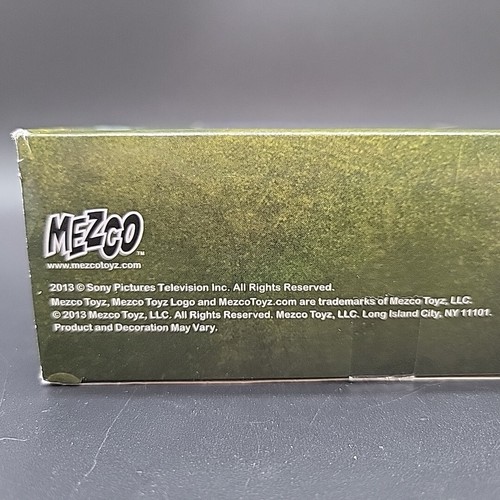 MEZCO™
www.mezcotoyz.com
2013 © Sony Pictures Television Inc. All Rights Reserved.
Mezco Toyz, Mezco Toyz Logo and MezcoToyz.com are trademarks of Mezco Toyz, LLC.
© 2013 Mezco Toyz, LLC. All Rights Reserved. Mezco Toyz, LLC. Long Island City, NY 11101.
Product and Decoration May Vary.